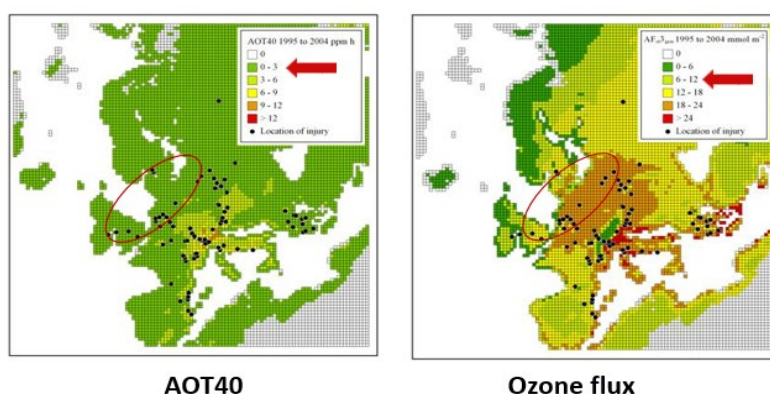 AOT40 1995 to 2004 ppm h
0
0 - 3
3 - 6
6 - 9
9 - 12
> 12
Location of injury
AFst3gen 1995 to 2004 mmol m-2
0
0-6
6 - 12
12 - 18
18 - 24
> 24
Location of injury
AOT40
Ozone flux